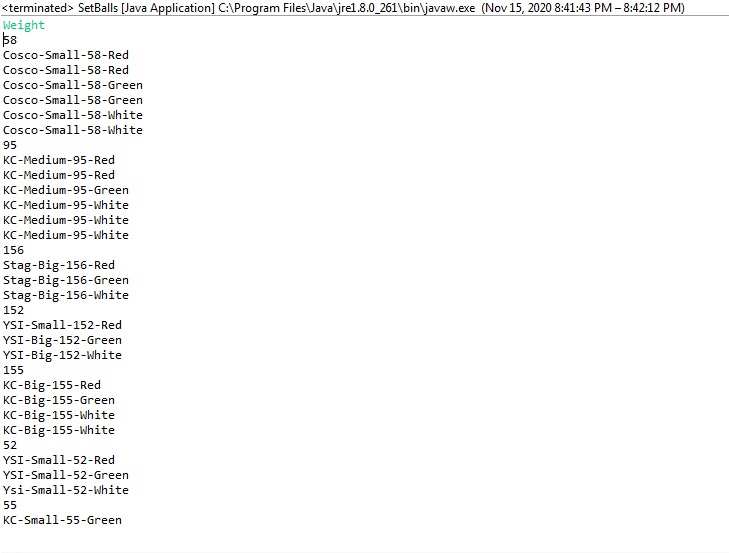 <terminated> SetBalls [Java Application] C:\Program Files\Java\jre1.8.0_261\bin\javaw.exe (Nov 15, 2020 8:41:43 PM – 8:42:12 PM)
Weight
58
Cosco-Small-58-Red
Cosco-Small-58-Red
Cosco-Small-58-Green
Cosco-Small-58-Green
Cosco-Small-58-White
Cosco-Small-58-White
95
KC-Medium-95-Red
KC-Medium-95-Red
KC-Medium-95-Green
KC-Medium-95-White
KC-Medium-95-White
KC-Medium-95-White
156
Stag-Big-156-Red
Stag-Big-156-Green
Stag-Big-156-White
152
YSI-Small-152-Red
YSI-Big-152-Green
YSI-Big-152-White
155
KC-Big-155-Red
KC-Big-155-Green
KC-Big-155-White
KC-Big-155-White
52
YSI-Small-52-Red
YSI-Small-52-Green
Ysi-Small-52-White
55
KC-Small-55-Green